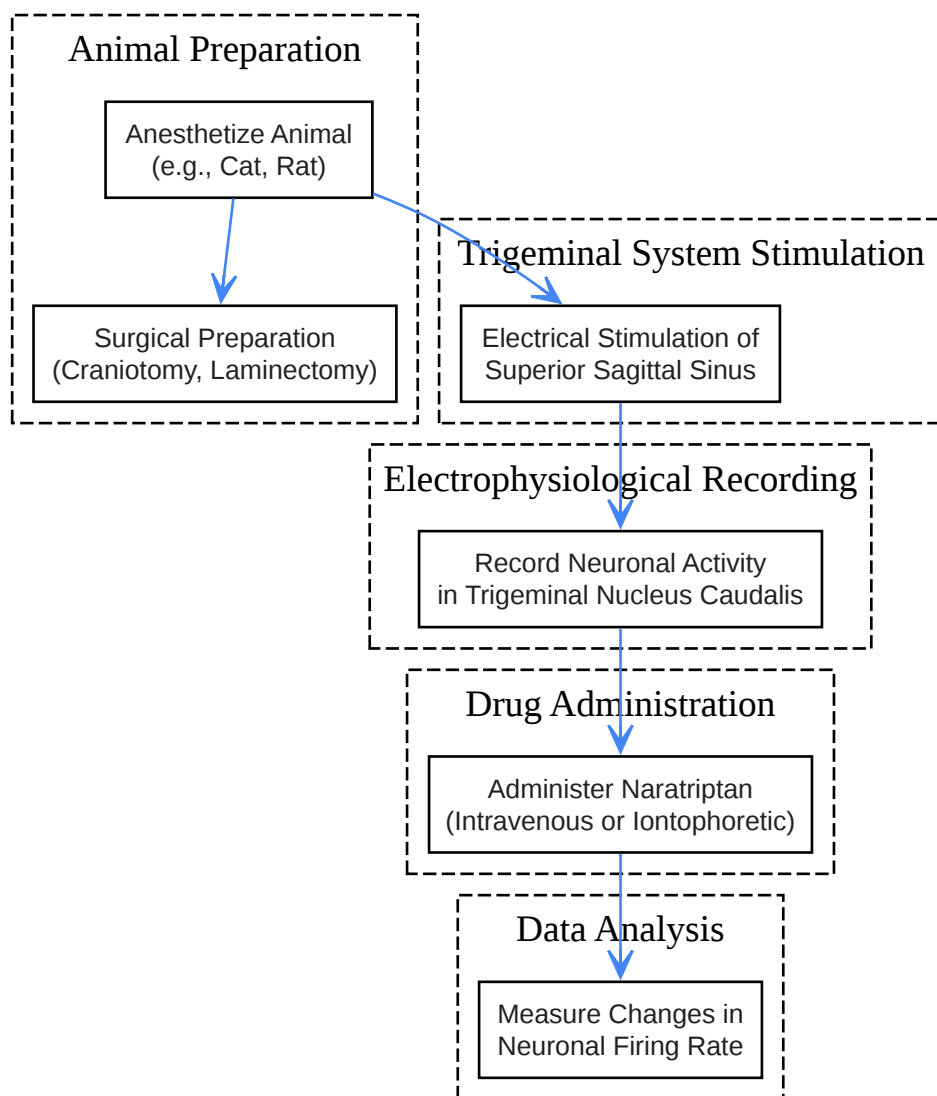 Animal Preparation
Anesthetize Animal
(e.g., Cat, Rat)
Surgical Preparation
(Craniotomy, Laminectomy)
Trigeminal System Stimulation
Electrical Stimulation of
Superior Sagittal Sinus
Electrophysiological Recording
Record Neuronal Activity
in Trigeminal Nucleus Caudalis
Drug Administration
Administer Naratriptan
(Intravenous or Iontophoretic)
Data Analysis
Measure Changes in
Neuronal Firing Rate